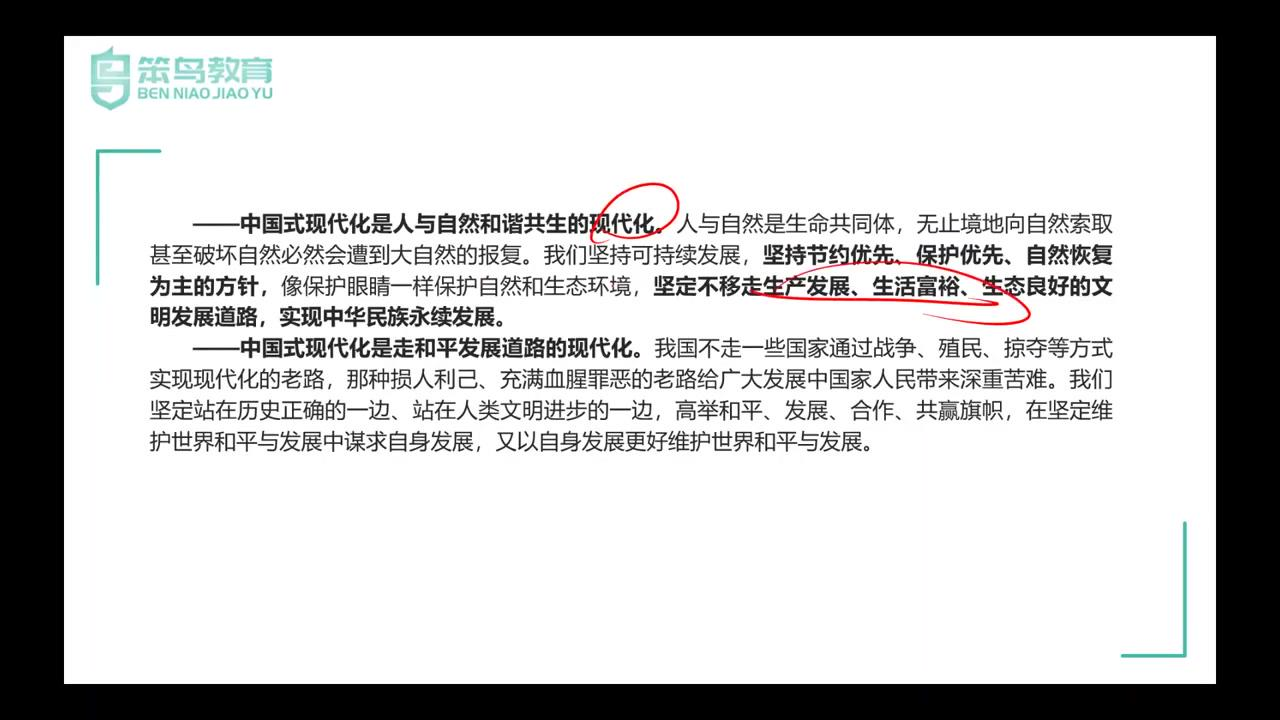 笨鸟教育
BEN NIAO JIAO YU
——中国式现代化是人与自然和谐共生的现代化。人与自然是生命共同体，无止境地向自然索取
甚至破坏自然必然会遭到大自然的报复。我们坚持可持续发展，坚持节约优先、保护优先、自然恢复
为主的方针，像保护眼睛一样保护自然和生态环境，坚定不移走生产发展、生活富裕、生态良好的文
明发展道路，实现中华民族永续发展。
——中国式现代化是走和平发展道路的现代化。我国不走一些国家通过战争、殖民、掠夺等方式
实现现代化的老路，那种损人利己、充满血腥罪恶的老路给广大发展中国家人民带来深重苦难。我们
坚定站在历史正确的一边、站在人类文明进步的一边，高举和平、发展、合作、共赢旗帜，在坚定维
护世界和平与发展中谋求自身发展，又以自身发展更好维护世界和平与发展。